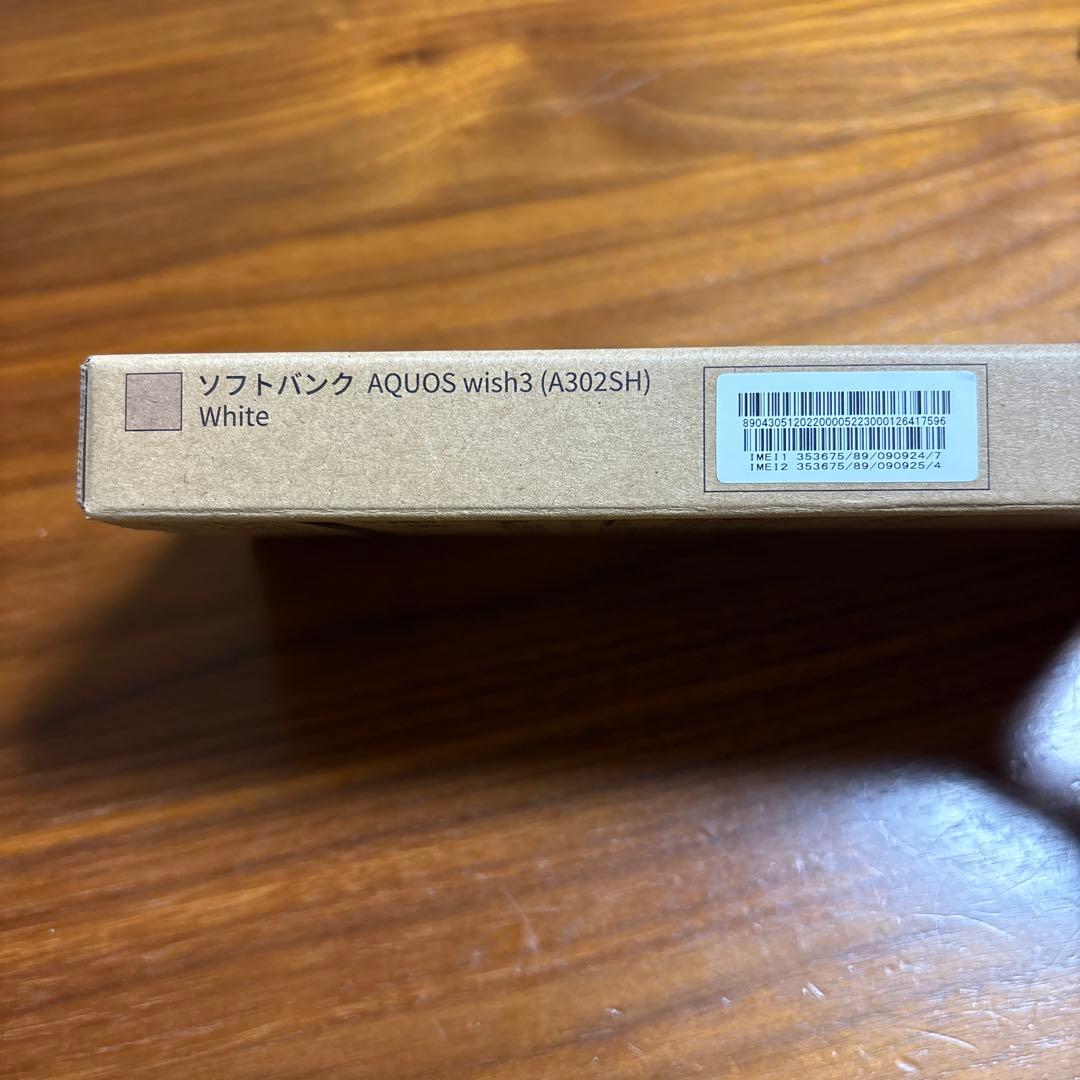 ソフトバンク AQUOS wish3 (A302SH)
White
89043051202200005223000126417596
IMEI1 353675/89/090924/7
IMEI2 353675/89/090925/4